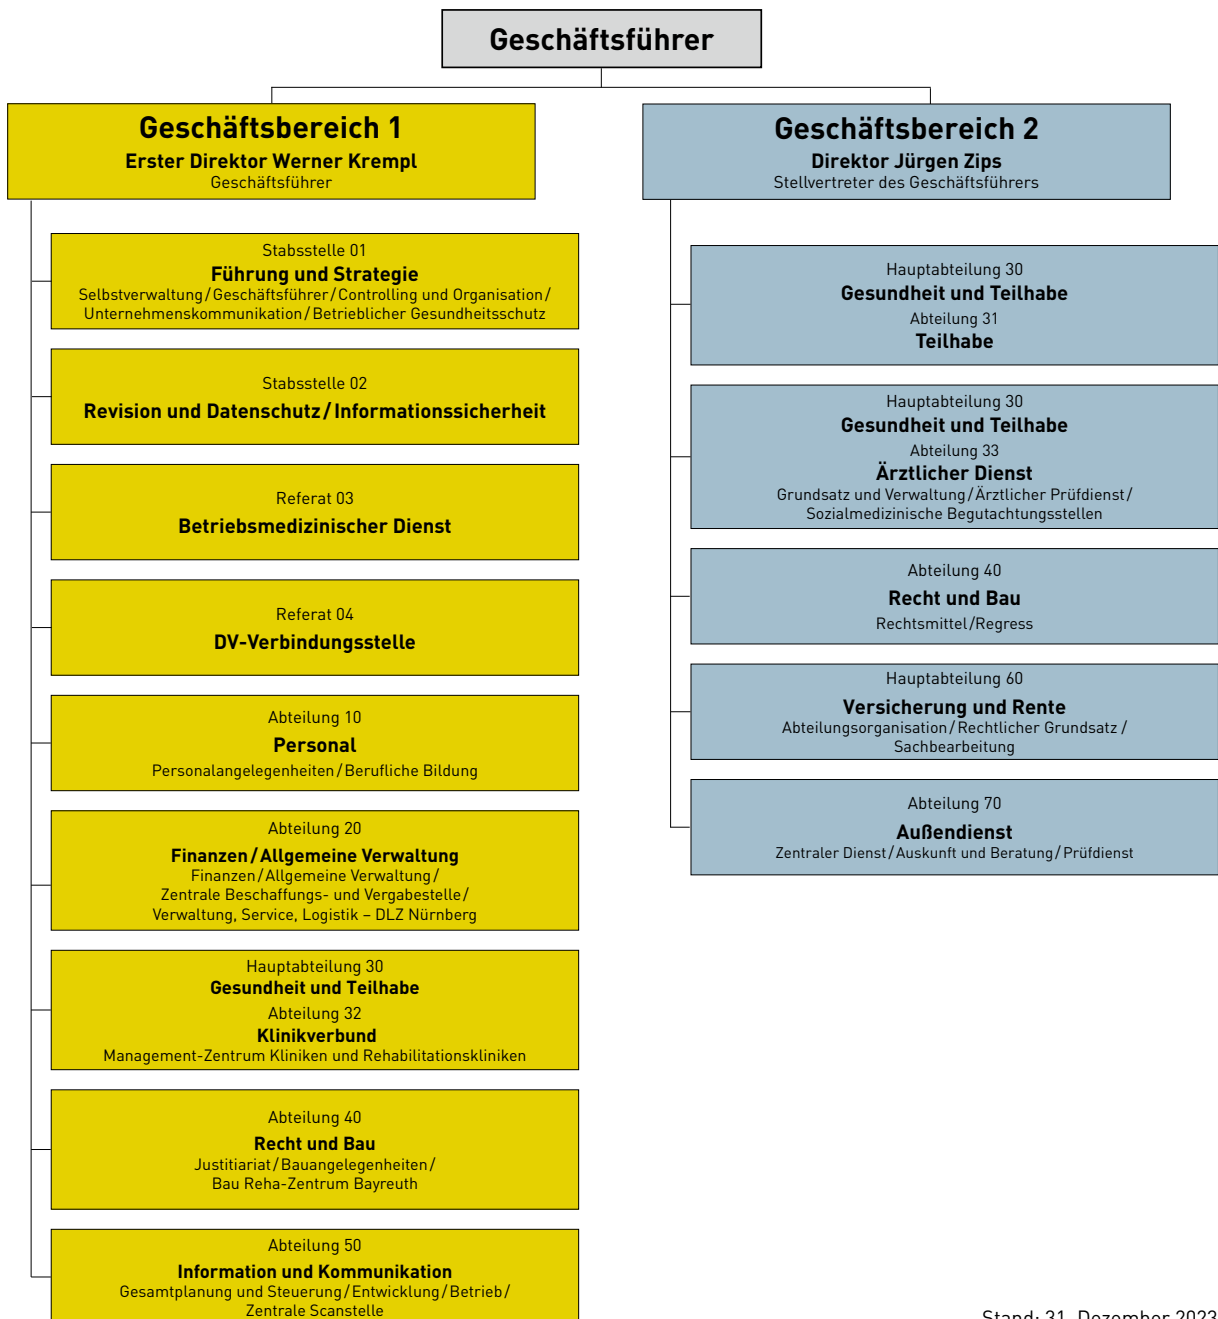 Geschäftsführer
Geschäftsbereich 1
Erster Direktor Werner Krempl
Geschäftsführer
Stabsstelle 01
Führung und Strategie
Selbstverwaltung/Geschäftsführer/Controlling und Organisation/
Unternehmenskommunikation/Betrieblicher Gesundheitsschutz
Stabsstelle 02
Revision und Datenschutz/Informationssicherheit
Referat 03
Betriebsmedizinischer Dienst
Referat 04
DV-Verbindungsstelle
Abteilung 10
Personal
Personalangelegenheiten/Berufliche Bildung
Abteilung 20
Finanzen/Allgemeine Verwaltung
Finanzen/Allgemeine Verwaltung/
Zentrale Beschaffungs- und Vergabestelle/
Verwaltung, Service, Logistik – DLZ Nürnberg
Hauptabteilung 30
Gesundheit und Teilhabe
Abteilung 32
Klinikverbund
Management-Zentrum Kliniken und Rehabilitationskliniken
Abteilung 40
Recht und Bau
Justitiariat/Bauangelegenheiten/
Bau Reha-Zentrum Bayreuth
Abteilung 50
Information und Kommunikation
Gesamtplanung und Steuerung/Entwicklung/Betrieb/
Zentrale Scanstelle
Geschäftsbereich 2
Direktor Jürgen Zips
Stellvertreter des Geschäftsführers
Hauptabteilung 30
Gesundheit und Teilhabe
Abteilung 31
Teilhabe
Hauptabteilung 30
Gesundheit und Teilhabe
Abteilung 33
Ärztlicher Dienst
Grundsatz und Verwaltung/Ärztlicher Prüfdienst/
Sozialmedizinische Begutachtungsstellen
Abteilung 40
Recht und Bau
Rechtsmittel/Regress
Hauptabteilung 60
Versicherung und Rente
Abteilungsorganisation/Rechtlicher Grundsatz/
Sachbearbeitung
Abteilung 70
Außendienst
Zentraler Dienst/Auskunft und Beratung/Prüfdienst
Stand: 31. Dezember 2023